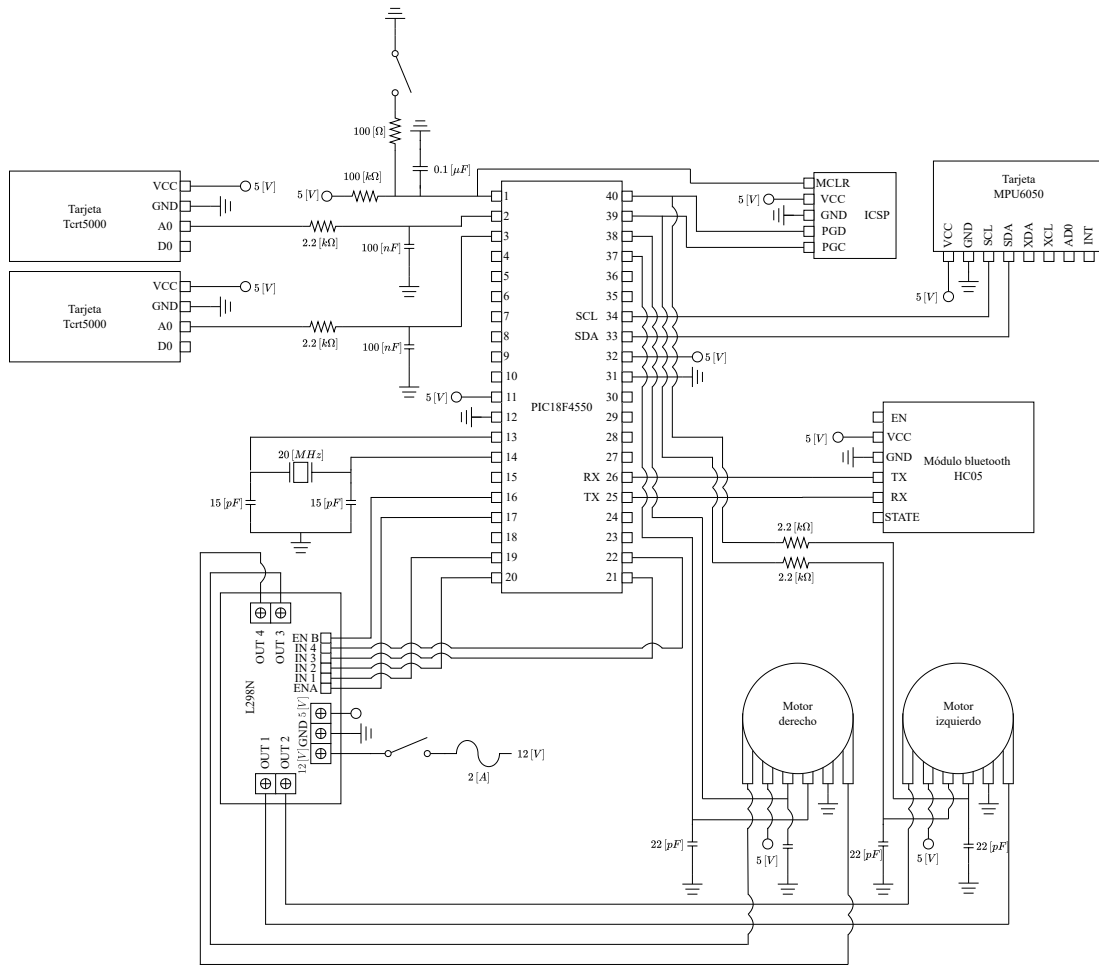 100 [Ω]
0.1 [μF]
100 [kΩ]
5 [V]
Tarjeta
Tcrt5000
VCC
GND
A0
D0
5 [V]
2.2 [kΩ]
100 [nF]
Tarjeta
Tcrt5000
VCC
GND
A0
D0
5 [V]
2.2 [kΩ]
100 [nF]
5 [V]
20 [MHz]
15 [pF]
15 [pF]
PIC18F4550
1
2
3
4
5
6
7
8
9
10
11
12
13
14
15
16
17
18
19
20
40
39
38
37
36
35
SCL 34
SDA 33
32
31
30
29
28
27
RX 26
TX 25
24
23
22
21
5 [V]
MCLR
VCC
GND
PGD
PGC
ICSP
5 [V]
Tarjeta
MPU6050
VCC
GND
SCL
SDA
XDA
XCL
AD0
INT
5 [V]
Módulo bluetooth
HC05
EN
VCC
GND
TX
RX
STATE
5 [V]
2.2 [kΩ]
2.2 [kΩ]
L298N
OUT 4
OUT 3
EN B
IN 4
IN 3
IN 2
IN 1
ENA
5 [V]
GND
12 [V]
OUT 1
OUT 2
2 [A]
12 [V]
Motor
derecho
22 [pF]
5 [V]
Motor
izquierdo
22 [pF]
5 [V]
22 [pF]